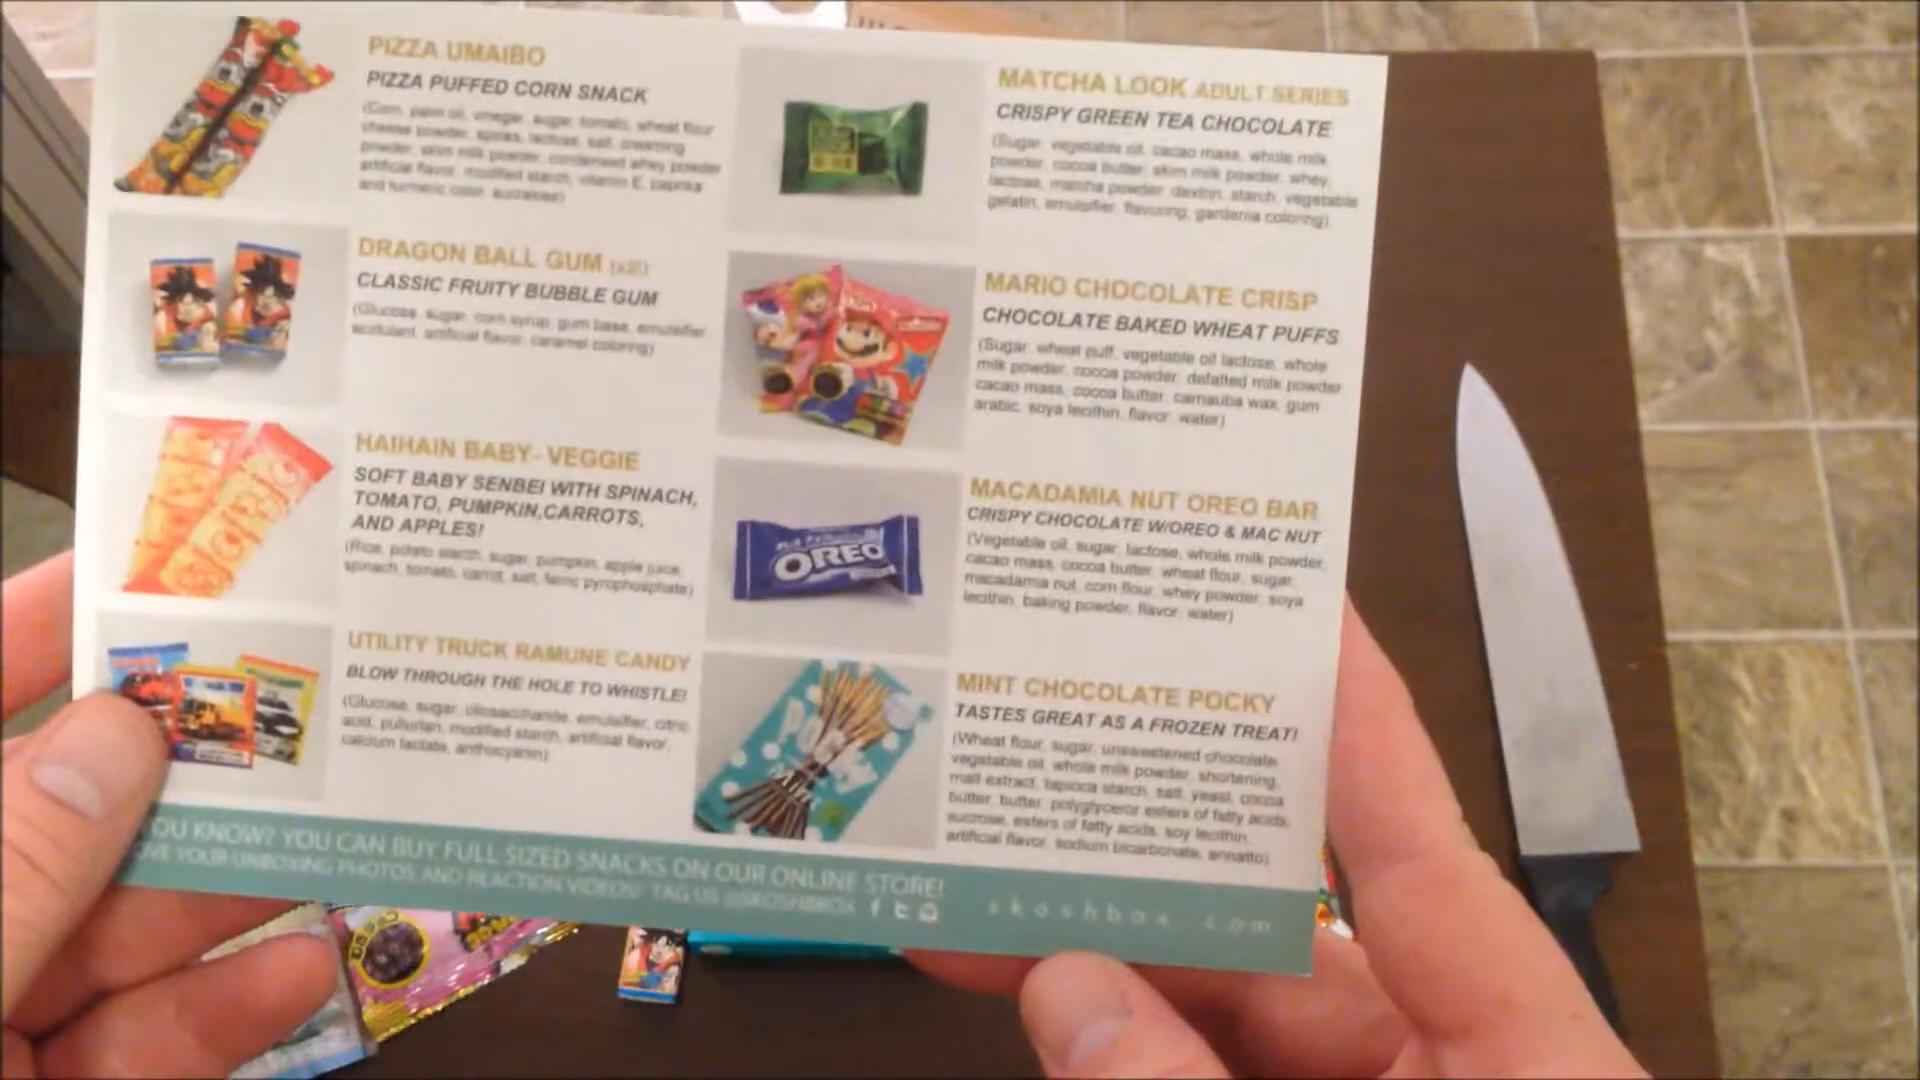 PIZZA UMAIBO
PIZZA PUFFED CORN SNACK
(Corn, palm oil, vinegar, sugar, tomato, wheat flour
cheese powder, spices, lactose, salt, creaming
powder, skim milk powder, condensed whey powder
artificial flavor, modified starch, vitamin E, paprika
and turmeric color, sucralose)
DRAGON BALL GUM (x2!)
CLASSIC FRUITY BUBBLE GUM
(Glucose, sugar, corn syrup, gum base, emulsifier,
acidulant, artificial flavor, caramel coloring)
HAIHAIN BABY- VEGGIE
SOFT BABY SENBEI WITH SPINACH,
TOMATO, PUMPKIN,CARROTS,
AND APPLES!
(Rice, potato starch, sugar, pumpkin, apple juice,
spinach, tomato, carrot, salt, ferric pyrophosphate)
UTILITY TRUCK RAMUNE CANDY
BLOW THROUGH THE HOLE TO WHISTLE!
(Glucose, sugar, oligosaccharide, emulsifier, citric
acid, pullulan, modified starch, artificial flavor,
calcium lactate, anthocyanin)
MATCHA LOOK ADULT SERIES
CRISPY GREEN TEA CHOCOLATE
(Sugar, vegetable oil, cacao mass, whole milk
powder, cocoa butter, skim milk powder, whey,
lactose, matcha powder, dextrin, starch, vegetable
gelatin, emulsifier, flavoring, gardenia coloring)
MARIO CHOCOLATE CRISP
CHOCOLATE BAKED WHEAT PUFFS
(Sugar, wheat puff, vegetable oil lactose, whole
milk powder, cocoa powder, defatted milk powder
cacao mass, cocoa butter, carnauba wax, gum
arabic, soya lecithin, flavor, water)
MACADAMIA NUT OREO BAR
CRISPY CHOCOLATE W/OREO & MAC NUT
(Vegetable oil, sugar, lactose, whole milk powder,
cacao mass, cocoa butter, wheat flour, sugar,
macadamia nut, corn flour, whey powder, soya
lecithin, baking powder, flavor, water)
OREO
MINT CHOCOLATE POCKY
TASTES GREAT AS A FROZEN TREAT!
(Wheat flour, sugar, unsweetened chocolate,
vegetable oil, whole milk powder, shortening,
malt extract, tapioca starch, salt, yeast, cocoa
butter, butter, polyglycerol esters of fatty acids,
sucrose, esters of fatty acids, soy lecithin,
artificial flavor, sodium bicarbonate, annatto)
OU KNOW? YOU CAN BUY FULL SIZED SNACKS ON OUR ONLINE STORE!
OVE YOUR UNBOXING PHOTOS AND REACTION VIDEOS! TAG US @SKOSHBOX
skoshbox.com